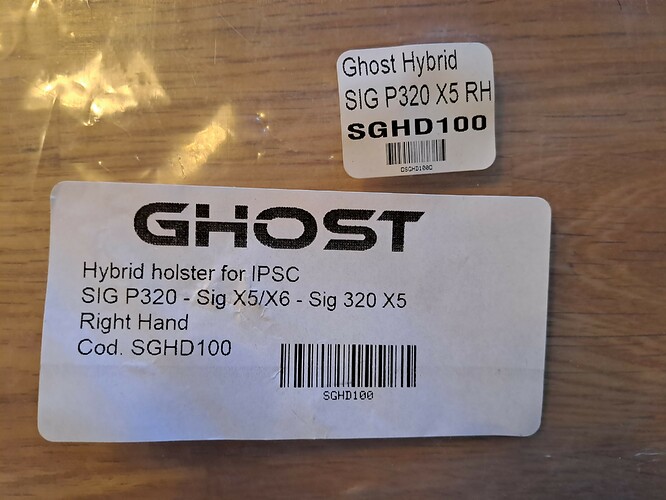 Ghost Hybrid
SIG P320 X5 RH
SGHD100
GHOST
Hybrid holster for IPSC
SIG P320 - Sig X5/X6 - Sig 320 X5
Right Hand
Cod. SGHD100
SGHD100